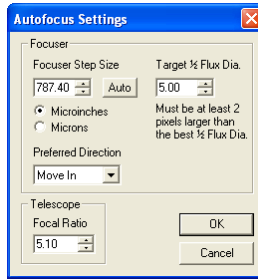 Autofocus Settings
Focuser
Focuser Step Size
Target ½ Flux Dia.
787.40
Auto
5.00
Microinches
Microns
Must be at least 2
pixels larger than
the best ½ Flux Dia.
Preferred Direction
Move In
Telescope
Focal Ratio
5.10
OK
Cancel